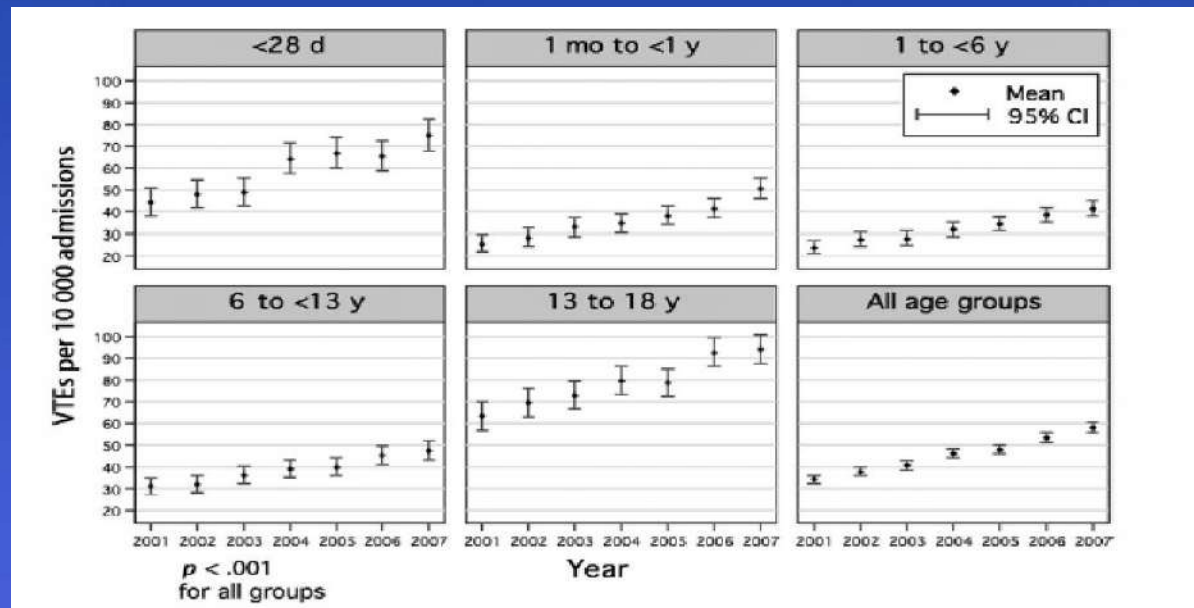 <28 d
1 mo to <1 y
1 to <6 y
Mean
95% CI
100
90
80
70
60
50
40
30
20
VTEs per 10 000 admissions
6 to <13 y
13 to 18 y
All age groups
100
90
80
70
60
50
40
30
20
2001 2002 2003 2004 2005 2006 2007
2001 2002 2003 2004 2005 2006 2007
2001 2002 2003 2004 2005 2006 2007
Year
p < .001
for all groups